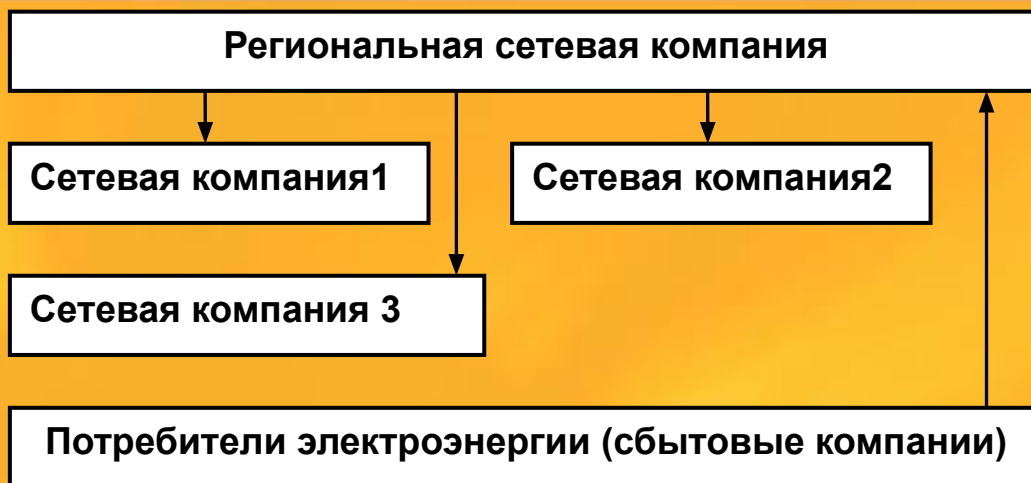 Региональная сетевая компания
Сетевая компания1
Сетевая компания2
Сетевая компания 3
Потребители электроэнергии (сбытовые компании)